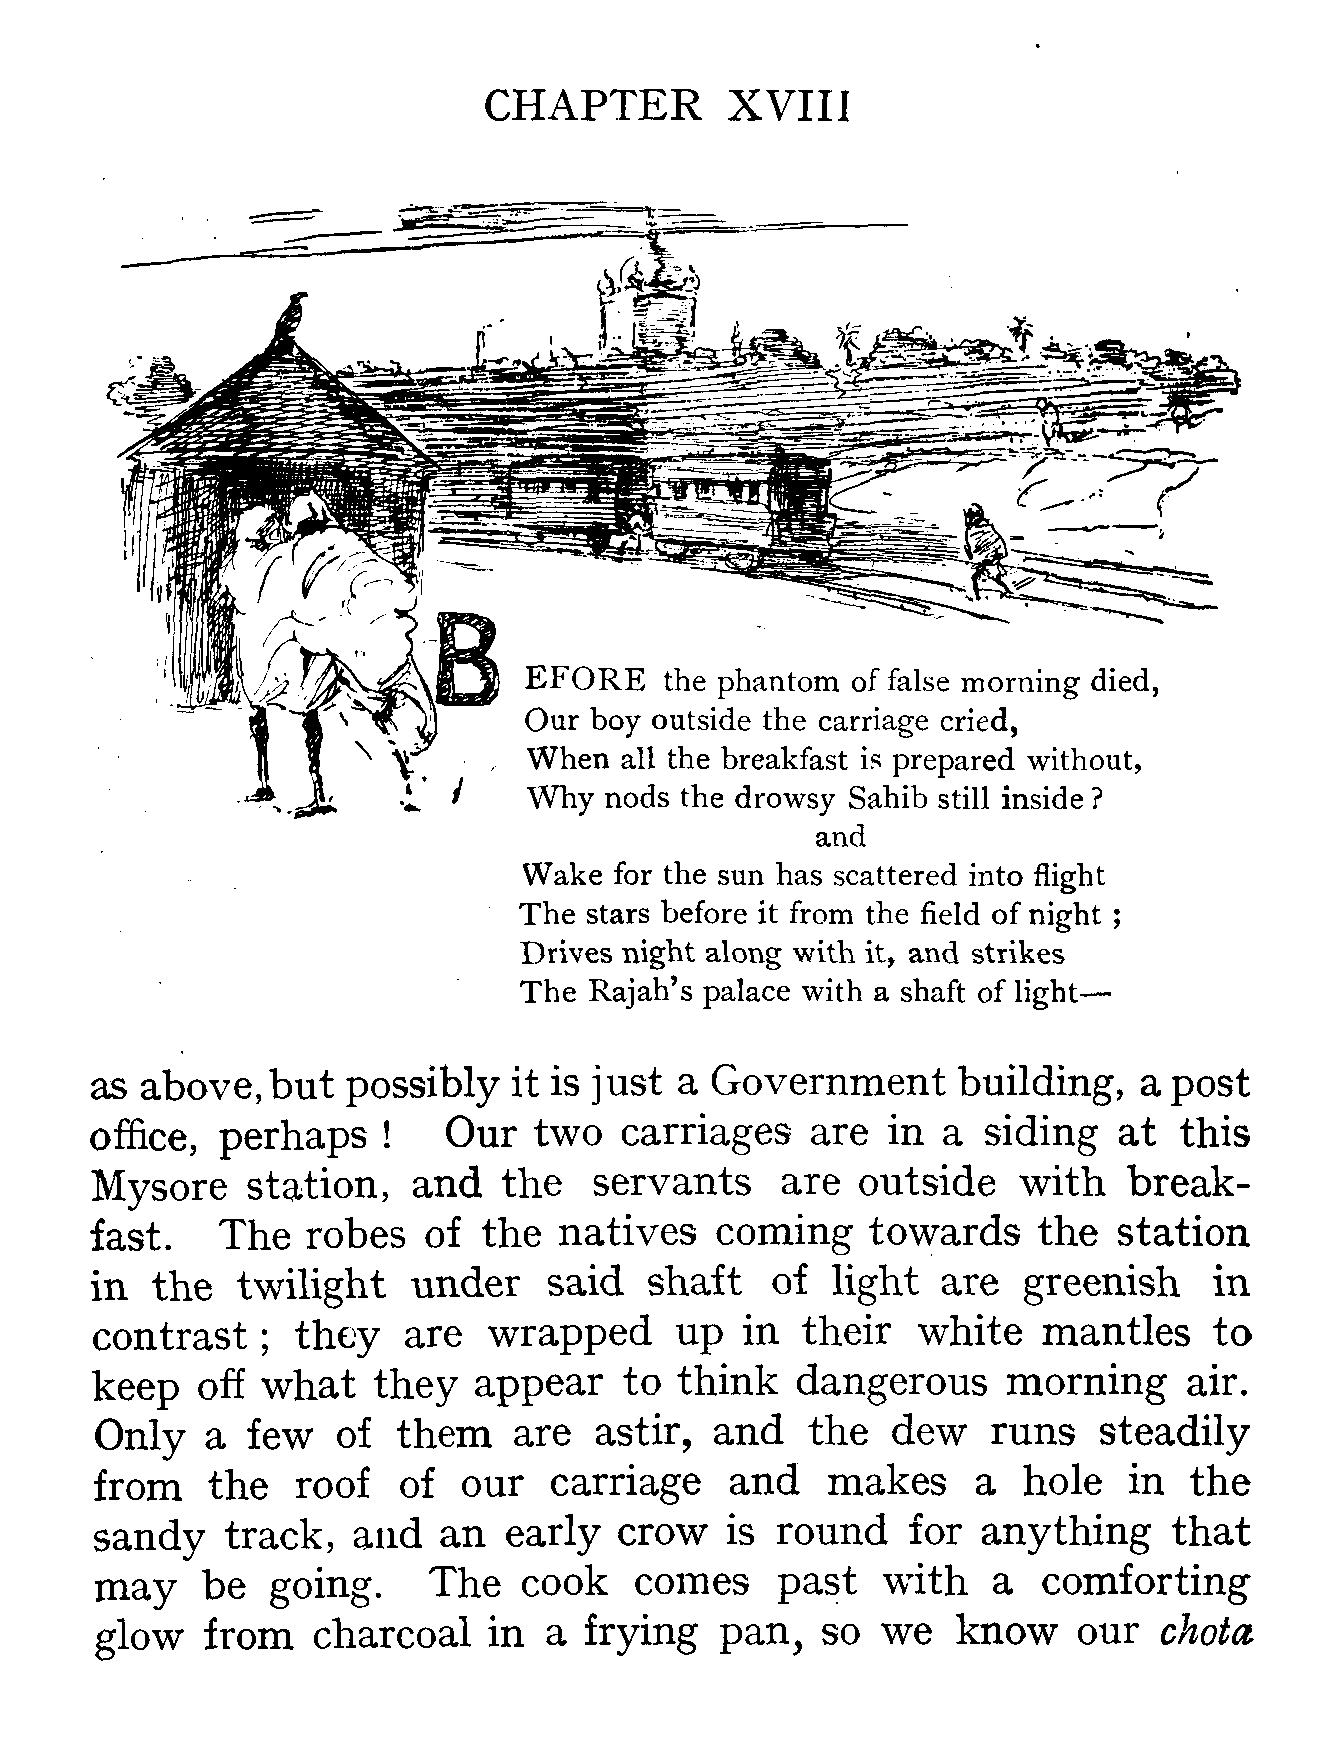 CHAPTER XVIII
BEFORE the phantom of false morning died,
Our boy outside the carriage cried,
When all the breakfast is prepared without,
Why nods the drowsy Sahib still inside ?
and
Wake for the sun has scattered into flight
The stars before it from the field of night ;
Drives night along with it, and strikes
The Rajah's palace with a shaft of light—
as above, but possibly it is just a Government building, a post
office, perhaps ! Our two carriages are in a siding at this
Mysore station, and the servants are outside with break-
fast. The robes of the natives coming towards the station
in the twilight under said shaft of light are greenish in
contrast ; they are wrapped up in their white mantles to
keep off what they appear to think dangerous morning air.
Only a few of them are astir, and the dew runs steadily
from the roof of our carriage and makes a hole in the
sandy track, and an early crow is round for anything that
may be going. The cook comes past with a comforting
glow from charcoal in a frying pan, so we know our chota